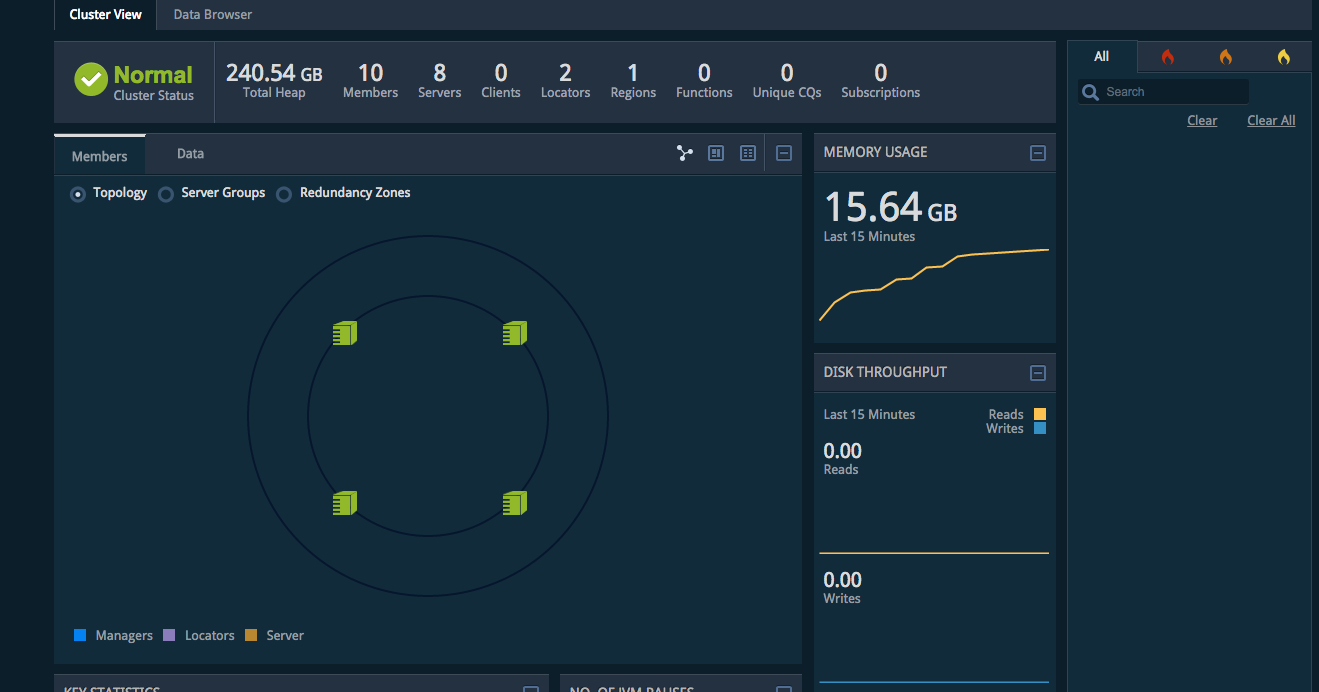 Cluster View
Data Browser
Normal
Cluster Status
240.54 GB
Total Heap
10
Members
8
Servers
0
Clients
2
Locators
1
Regions
0
Functions
0
Unique CQs
0
Subscriptions
All
Search
Clear
Clear All
Members
Data
Topology
Server Groups
Redundancy Zones
Managers
Locators
Server
MEMORY USAGE
15.64 GB
Last 15 Minutes
DISK THROUGHPUT
Last 15 Minutes
Reads
Writes
0.00
Reads
0.00
Writes
KEY STATISTICS
NO. OF JVM PAUSES